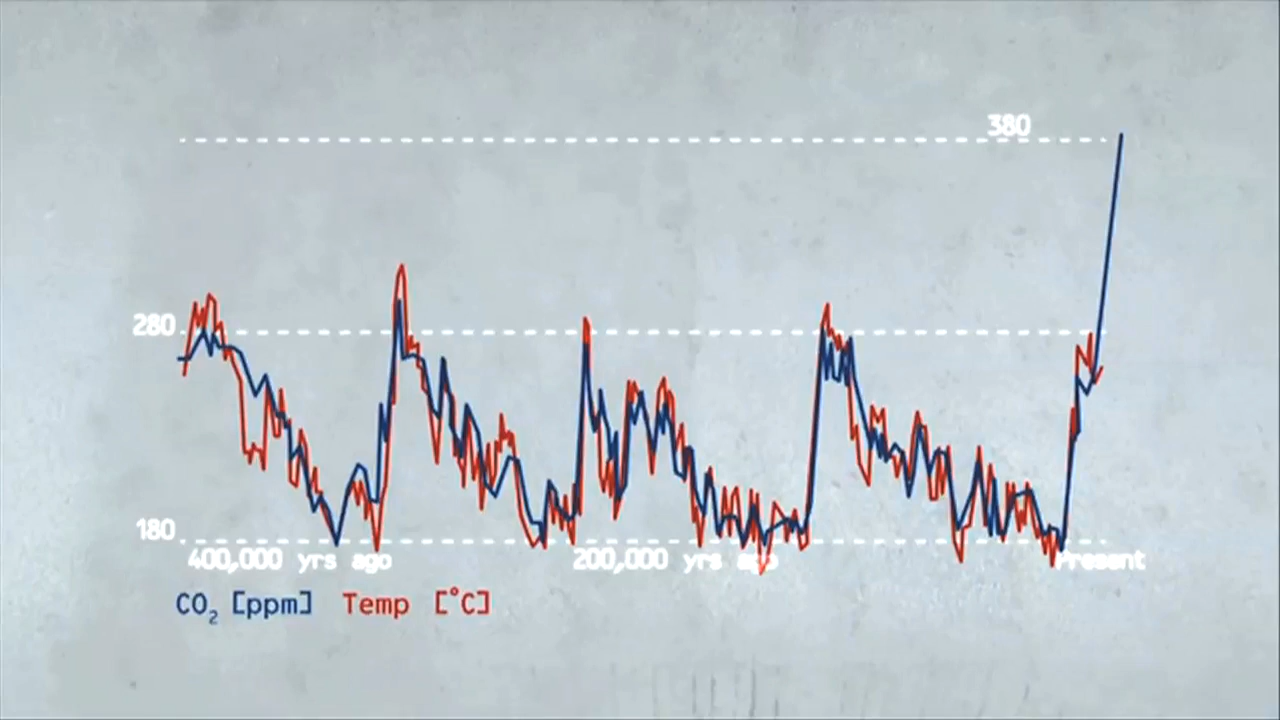 380
280
180
400,000 yrs ago 200,000 yrs ago Present
CO₂ [ppm] Temp [°C]